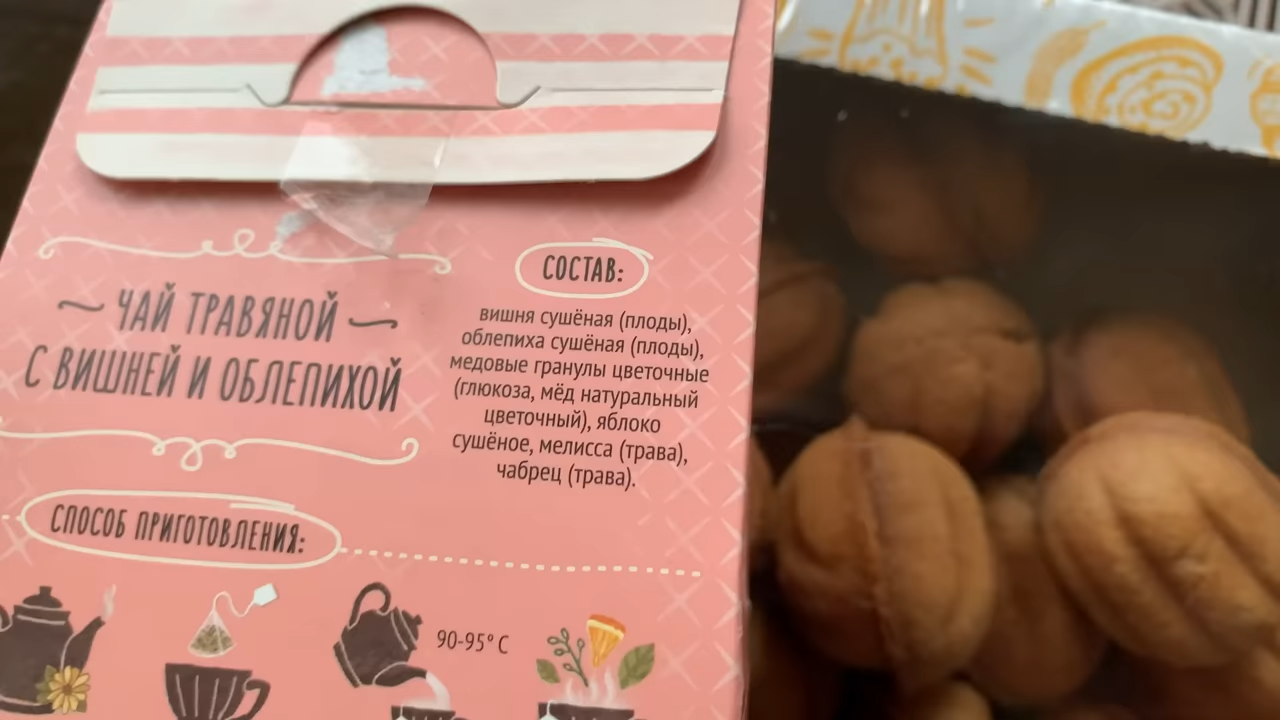 ЧАЙ ТРАВЯНОЙ
С ВИШНЕЙ И ОБЛЕПИХОЙ
СОСТАВ:
вишня сушёная (плоды),
облепиха сушёная (плоды),
медовые гранулы цветочные
(глюкоза, мёд натуральный
цветочный), яблоко
сушёное, мелисса (трава),
чабрец (трава).
СПОСОБ ПРИГОТОВЛЕНИЯ:
90-95° С